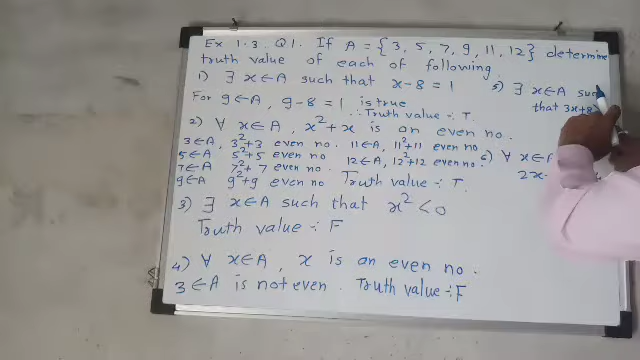 Ex 1.3: Q1. If A = {3, 5, 7, 9, 11, 12} determine
truth value of each of following.
1) ∃ x∈A such that x-8 = 1
For 9∈A, 9-8 = 1 is true
∴ Truth value ∴ T.
2) ∀ x∈A, x²+x is an even no.
3∈A, 3²+3 even no. 11∈A, 11²+11 even no.
5∈A 5²+5 even no 12∈A, 12²+12 even no.
7∈A 7²+7 even no
9∈A 9²+9 even no Truth value ∴ T.
3) ∃ x∈A such that x² < 0
Truth value ∴ F
4) ∀ x∈A, x is an even no.
3∈A is not even. Truth value ∴ F
5) ∃ x∈A such
that 3x+8
6) ∀ x∈A
2x